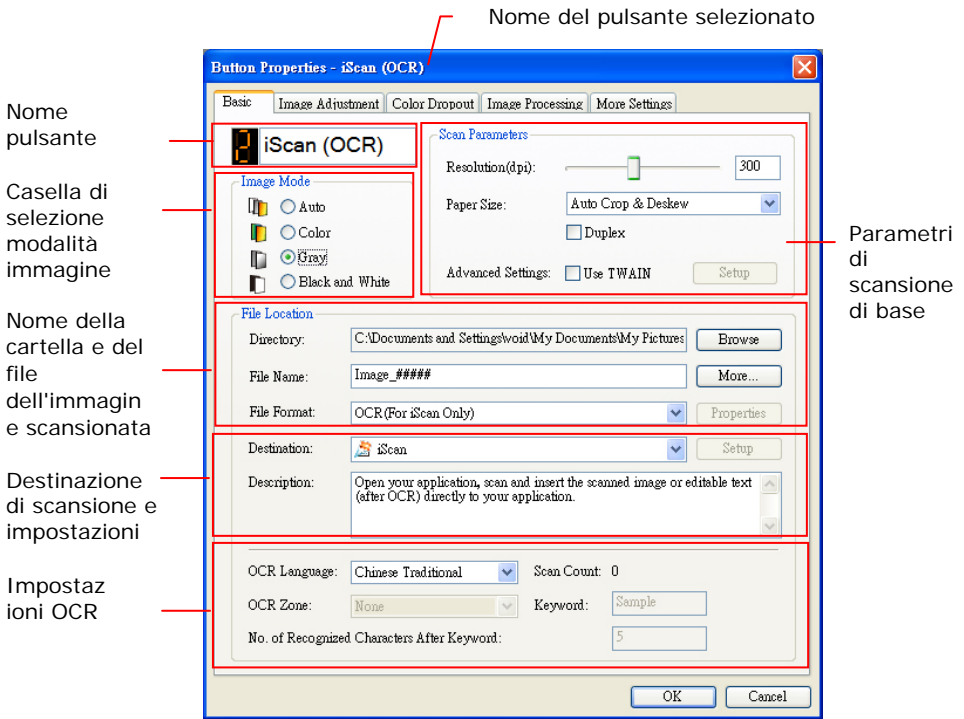 Nome del pulsante selezionato
Button Properties - iScan (OCR)
Basic
Image Adjustment
Color Dropout
Image Processing
More Settings
Nome
pulsante
2
iScan (OCR)
Casella di
selezione
modalità
immagine
Image Mode
Auto
Color
Gray
Black and White
Scan Parameters
Resolution(dpi):
300
Paper Size:
Auto Crop & Deskew
Duplex
Advanced Settings:
Use TWAIN
Setup
Parametri
di
scansione
di base
Nome della
cartella e del
file
dell'immagin
e scansionata
File Location
Directory:
C:\Documents and Settings\void\My Documents\My Pictures
Browse
File Name:
Image_#####
More...
File Format:
OCR(For iScan Only)
Properties
Destinazione
di scansione e
impostazioni
Destination:
iScan
Setup
Description:
Open your application, scan and insert the scanned image or editable text
(after OCR) directly to your application.
Impostaz
ioni OCR
OCR Language:
Chinese Traditional
Scan Count:
0
OCR Zone:
None
Keyword:
Sample
No. of Recognized Characters After Keyword:
5
OK
Cancel